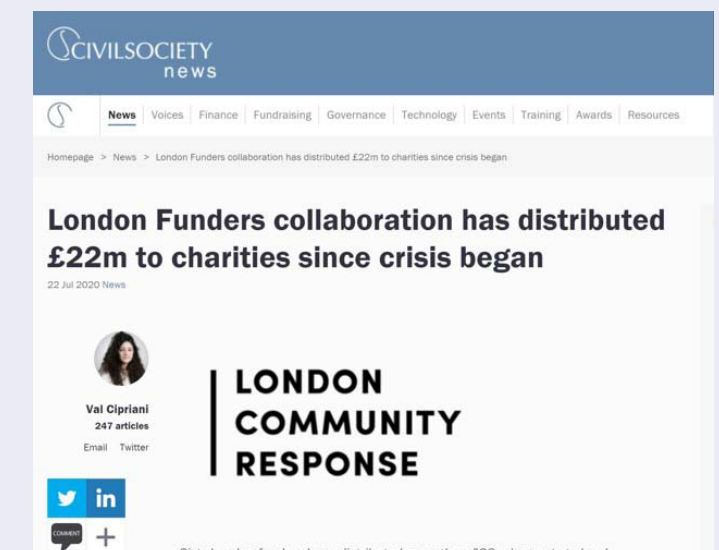 CIVILSOCIETY
news
News Voices Finance Fundraising Governance Technology Events Training Awards Resources
Homepage > News > London Funders collaboration has distributed £22m to charities since crisis began
London Funders collaboration has distributed
£22m to charities since crisis began
22 Jul 2020 News
Val Cipriani
247 articles
Email Twitter
LONDON
COMMUNITY
RESPONSE
in
COMMENT